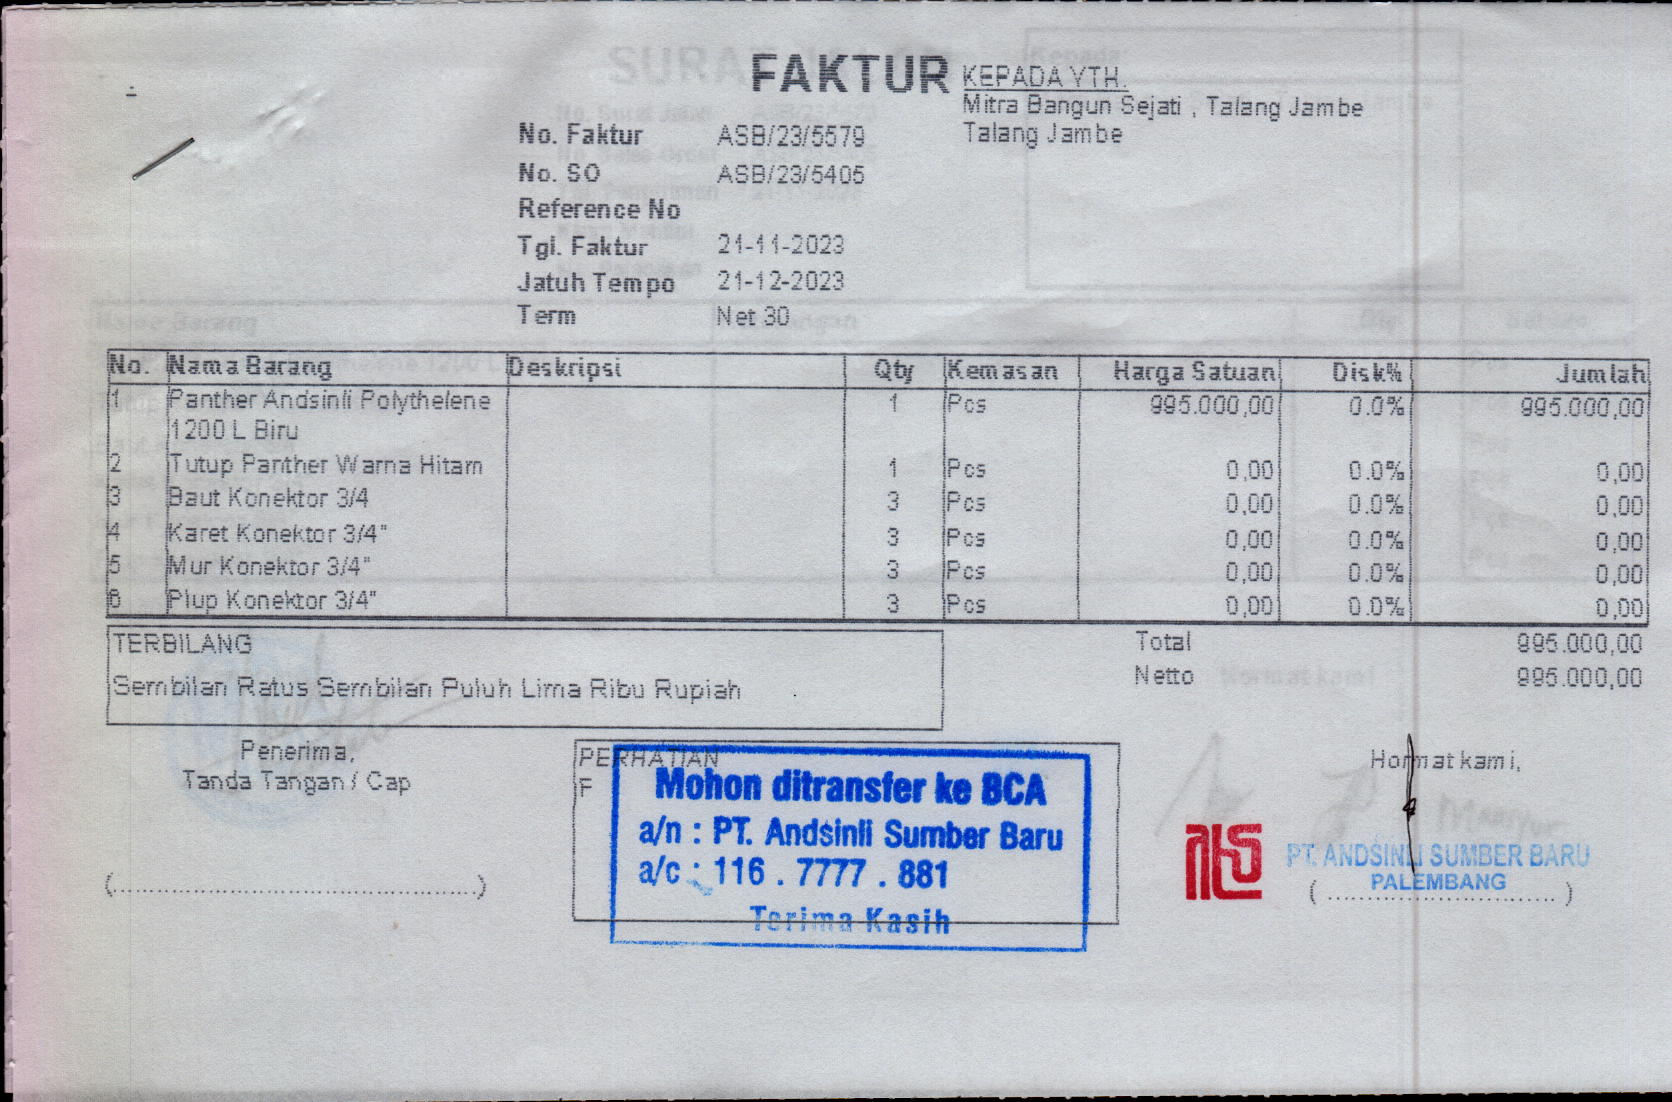 FAKTUR
KEPADA YTH.
Mitra Bangun Sejati , Talang Jambe
Talang Jambe
No. Faktur ASB/23/5579
No. SO ASB/23/5405
Reference No
Tgl. Faktur 21-11-2023
Jatuh Tempo 21-12-2023
Term Net 30
No. Nama Barang Deskripsi Qty Kemasan Harga Satuan Disk% Jumlah
1 Panther Andsinli Polythelene 1 Pcs 995.000,00 0.0% 995.000,00
1200 L Biru
2 Tutup Panther Warna Hitam 1 Pcs 0,00 0.0% 0,00
3 Baut Konektor 3/4 3 Pcs 0,00 0.0% 0,00
4 Karet Konektor 3/4" 3 Pcs 0,00 0.0% 0,00
5 Mur Konektor 3/4" 3 Pcs 0,00 0.0% 0,00
6 Plup Konektor 3/4" 3 Pcs 0,00 0.0% 0,00
TERBILANG
Sembilan Ratus Sembilan Puluh Lima Ribu Rupiah
Total 995.000,00
Netto 995.000,00
Penerima,
Tanda Tangan / Cap
(...............................................)
PERHATIAN
F
Mohon ditransfer ke BCA
a/n : PT. Andsinli Sumber Baru
a/c : 116 . 7777 . 881
Terima Kasih
Hormat kami,
PT. ANDSINLI SUMBER BARU
PALEMBANG
(..............................)